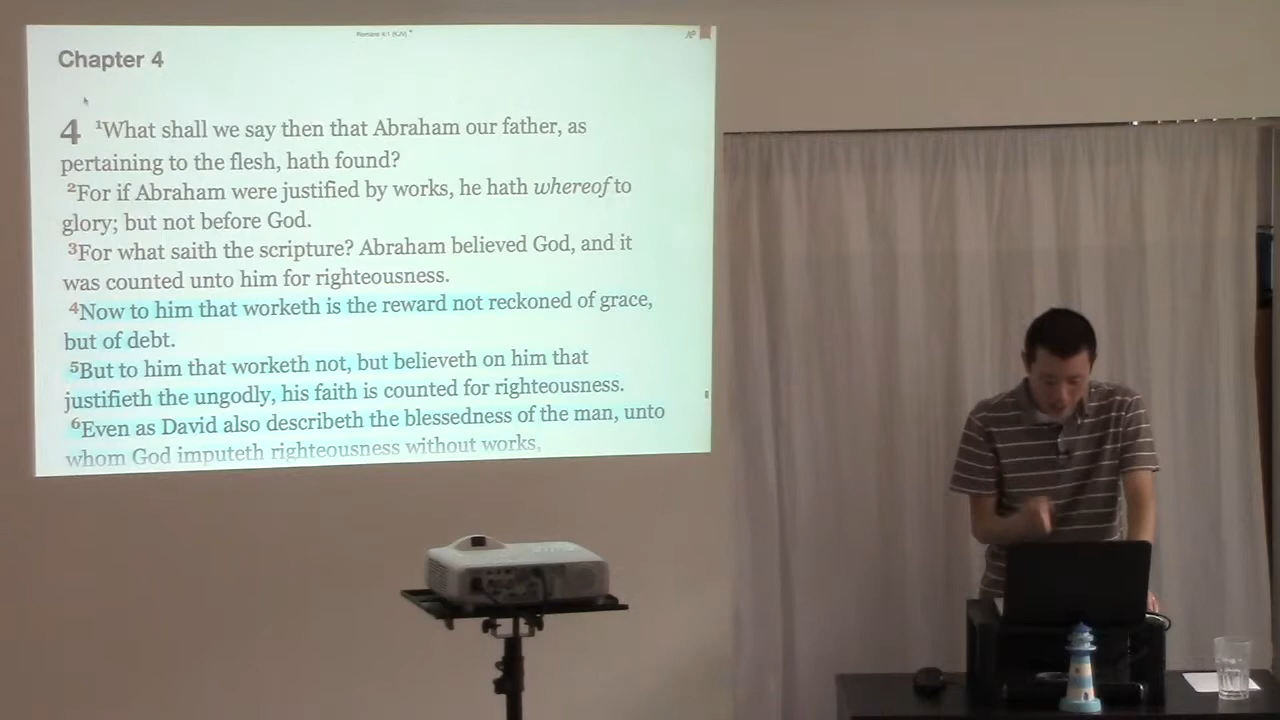 Romans 4:1 (KJV)
Chapter 4
4 1What shall we say then that Abraham our father, as
pertaining to the flesh, hath found?
2For if Abraham were justified by works, he hath whereof to
glory; but not before God.
3For what saith the scripture? Abraham believed God, and it
was counted unto him for righteousness.
4Now to him that worketh is the reward not reckoned of grace,
but of debt.
5But to him that worketh not, but believeth on him that
justifieth the ungodly, his faith is counted for righteousness.
6Even as David also describeth the blessedness of the man, unto
whom God imputeth righteousness without works,